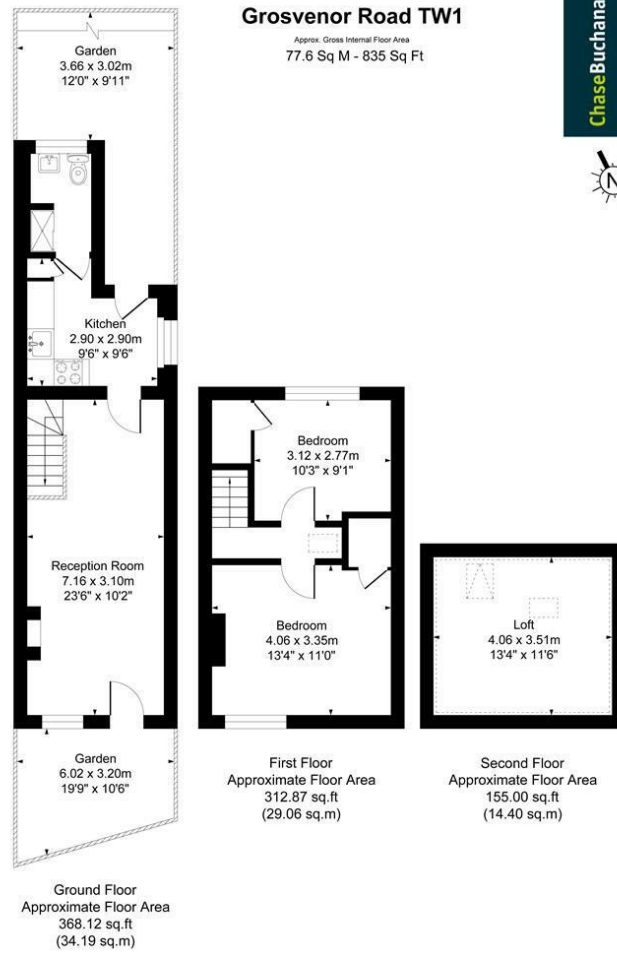 Grosvenor Road TW1
Approx. Gross Internal Floor Area
77.6 Sq M - 835 Sq Ft
ChaseBuchana
N
Garden
3.66 x 3.02m
12'0" x 9'11"
Kitchen
2.90 x 2.90m
9'6" x 9'6"
Reception Room
7.16 x 3.10m
23'6" x 10'2"
Garden
6.02 x 3.20m
19'9" x 10'6"
Ground Floor
Approximate Floor Area
368.12 sq.ft
(34.19 sq.m)
Bedroom
3.12 x 2.77m
10'3" x 9'1"
Bedroom
4.06 x 3.35m
13'4" x 11'0"
First Floor
Approximate Floor Area
312.87 sq.ft
(29.06 sq.m)
Loft
4.06 x 3.51m
13'4" x 11'6"
Second Floor
Approximate Floor Area
155.00 sq.ft
(14.40 sq.m)